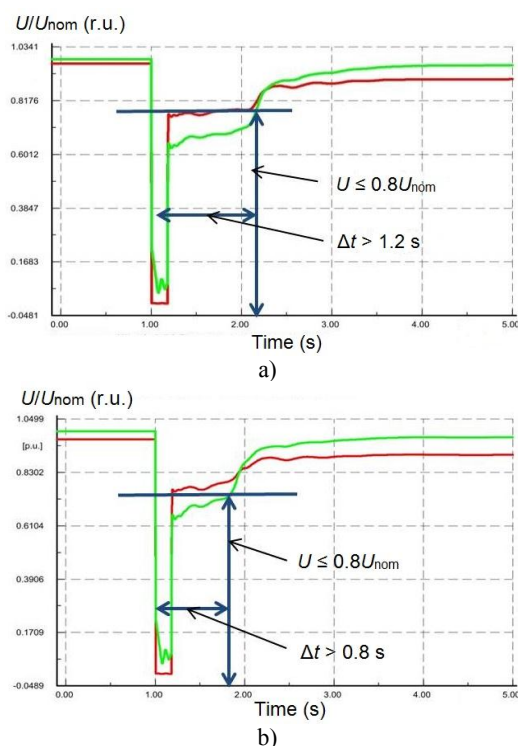 U/Unom (r.u.)
1.0341
0.8176
0.6012
0.3847
0.1683
-0.0481
U ≤ 0.8Unom
Δt > 1.2 s
0.00 1.00 2.00 3.00 4.00 5.00
Time (s)
a)
U/Unom (r.u.)
1.0499
[p.u.]
0.8302
0.6104
0.3906
0.1709
-0.0489
U ≤ 0.8Unom
Δt > 0.8 s
0.00 1.00 2.00 3.00 4.00 5.00
Time (s)
b)